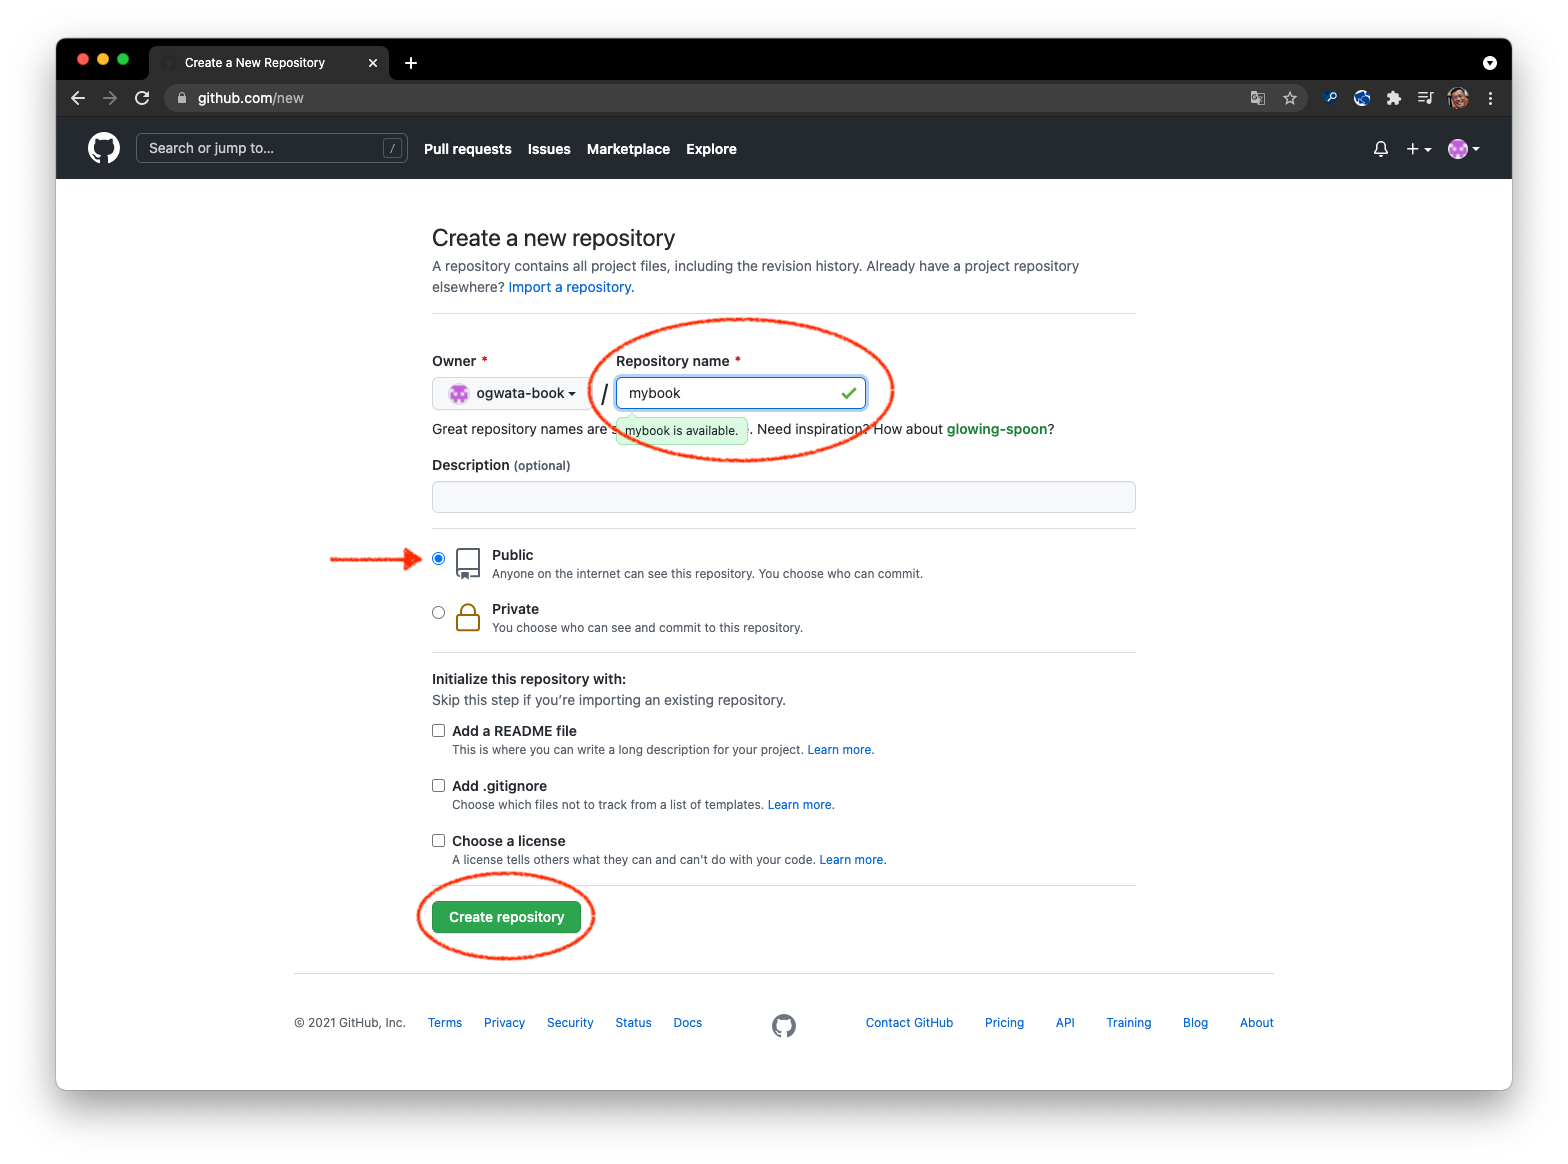 Create a New Repository
github.com/new
Search or jump to...
/
Pull requests
Issues
Marketplace
Explore
Create a new repository
A repository contains all project files, including the revision history. Already have a project repository
elsewhere? Import a repository.
Owner *
Repository name *
ogwata-book
/
mybook
Great repository names are
mybook is available.
. Need inspiration? How about glowing-spoon?
Description (optional)
Public
Anyone on the internet can see this repository. You choose who can commit.
Private
You choose who can see and commit to this repository.
Initialize this repository with:
Skip this step if you’re importing an existing repository.
Add a README file
This is where you can write a long description for your project. Learn more.
Add .gitignore
Choose which files not to track from a list of templates. Learn more.
Choose a license
A license tells others what they can and can't do with your code. Learn more.
Create repository
© 2021 GitHub, Inc.
Terms
Privacy
Security
Status
Docs
Contact GitHub
Pricing
API
Training
Blog
About